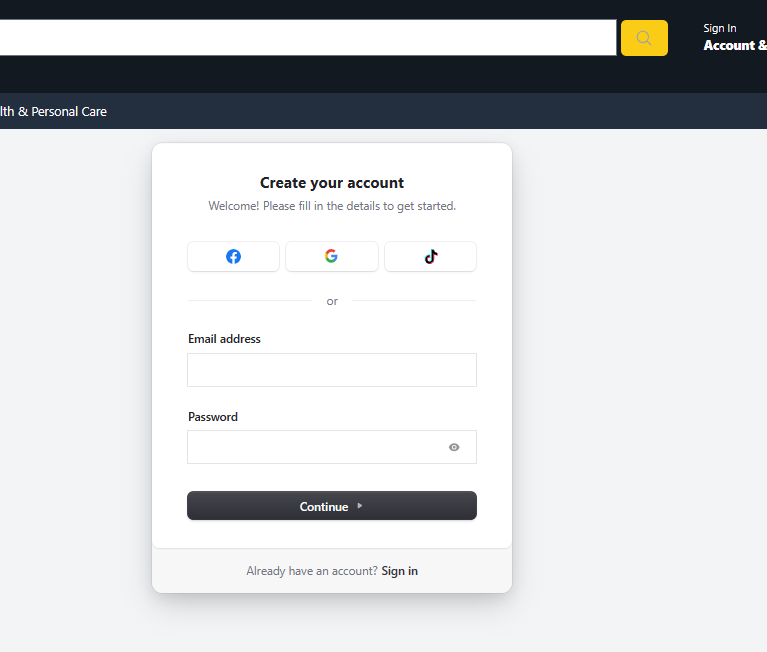 Sign In
Account &
lth & Personal Care
Create your account
Welcome! Please fill in the details to get started.
or
Email address
Password
Continue
Already have an account? Sign in